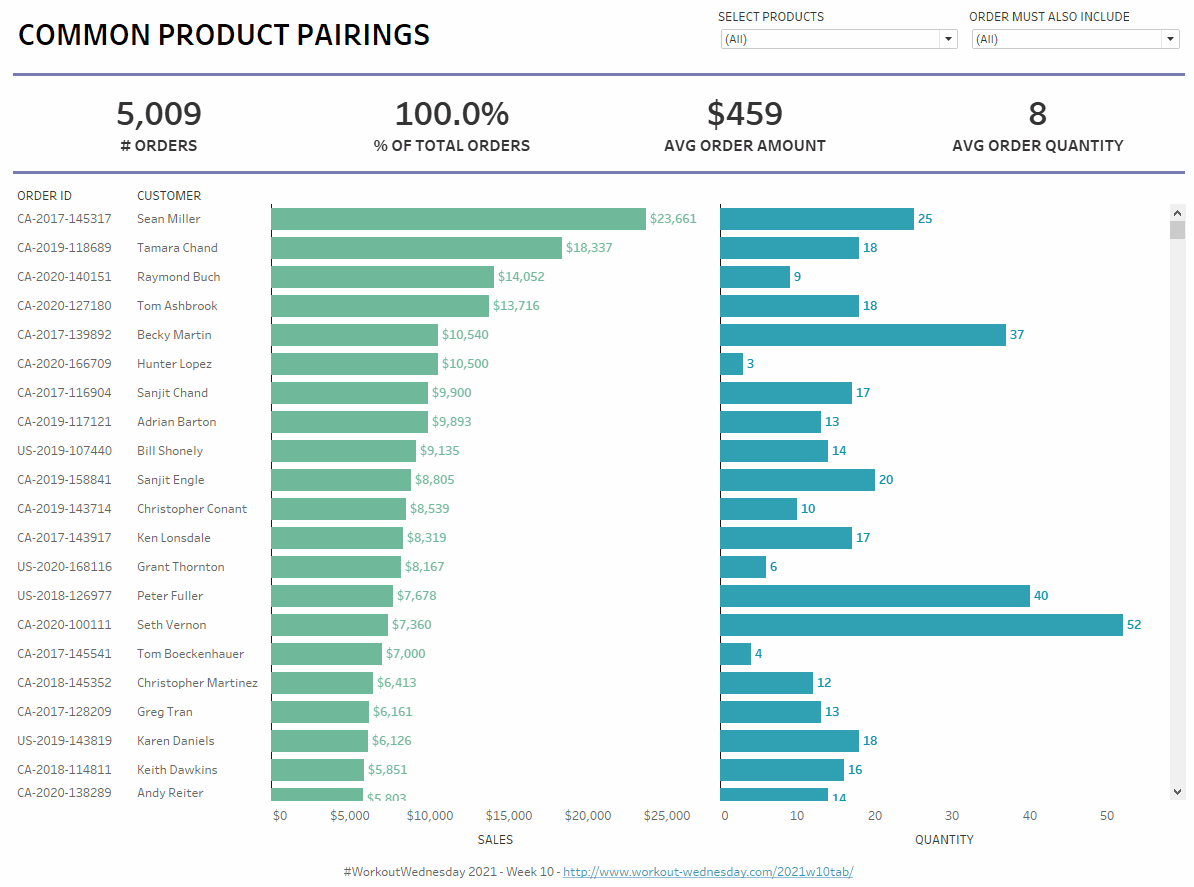 COMMON PRODUCT PAIRINGS
SELECT PRODUCTS
ORDER MUST ALSO INCLUDE
(All)
(All)
5,009
100.0%
$459
8
# ORDERS
% OF TOTAL ORDERS
AVG ORDER AMOUNT
AVG ORDER QUANTITY
ORDER ID CUSTOMER
CA-2017-145317 Sean Miller $23,661 25
CA-2019-118689 Tamara Chand $18,337 18
CA-2020-140151 Raymond Buch $14,052 9
CA-2020-127180 Tom Ashbrook $13,716 18
CA-2017-139892 Becky Martin $10,540 37
CA-2020-166709 Hunter Lopez $10,500 3
CA-2017-116904 Sanjit Chand $9,900 17
CA-2019-117121 Adrian Barton $9,893 13
US-2019-107440 Bill Shonely $9,135 14
CA-2019-158841 Sanjit Engle $8,805 20
CA-2019-143714 Christopher Conant $8,539 10
CA-2017-143917 Ken Lonsdale $8,319 17
US-2020-168116 Grant Thornton $8,167 6
US-2018-126977 Peter Fuller $7,678 40
CA-2020-100111 Seth Vernon $7,360 52
CA-2017-145541 Tom Boeckenhauer $7,000 4
CA-2018-145352 Christopher Martinez $6,413 12
CA-2017-128209 Greg Tran $6,161 13
US-2019-143819 Karen Daniels $6,126 18
CA-2018-114811 Keith Dawkins $5,851 16
CA-2020-138289 Andy Reiter $5,803 14
$0 $5,000 $10,000 $15,000 $20,000 $25,000 0 10 20 30 40 50
SALES QUANTITY
#WorkoutWednesday 2021 - Week 10 - http://www.workout-wednesday.com/2021w10tab/